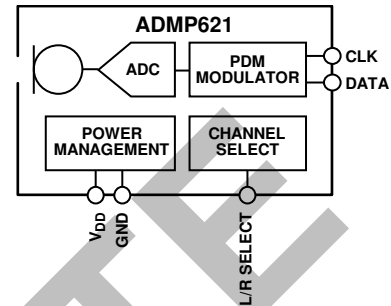 ADMP621
ADC
PDM
MODULATOR
CLK
DATA
POWER
MANAGEMENT
CHANNEL
SELECT
VDD
GND
L/R SELECT